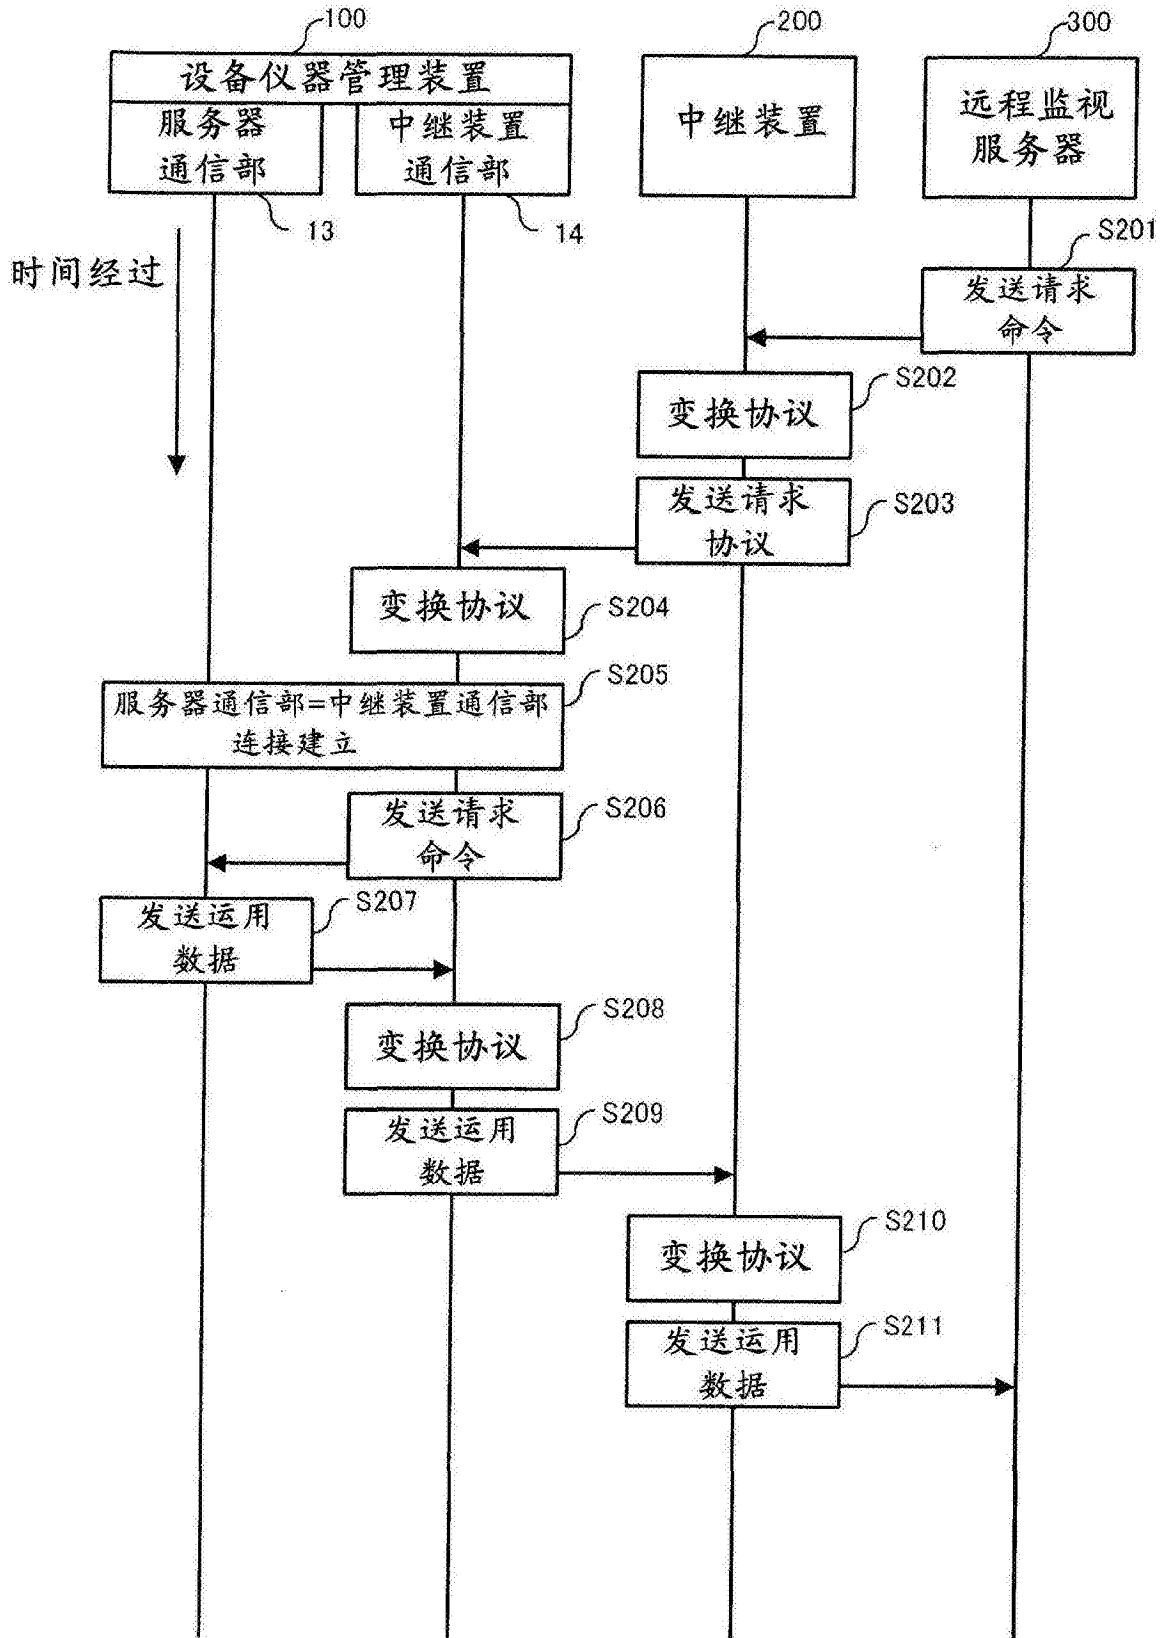 100
200
300
设备仪器管理装置
服务器
通信部
中继装置
通信部
中继装置
远程监视
服务器
13
14
时间经过
S201
发送请求
命令
S202
变换协议
S203
发送请求
协议
S204
变换协议
S205
服务器通信部=中继装置通信部
连接建立
S206
发送请求
命令
S207
发送运用
数据
S208
变换协议
S209
发送运用
数据
S210
变换协议
S211
发送运用
数据